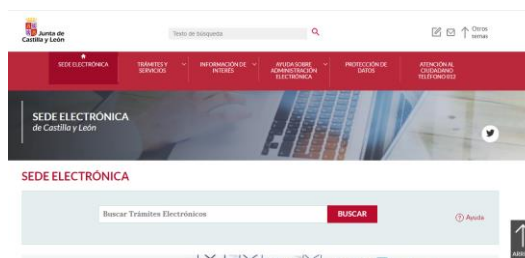 Junta de
Castilla y León
Texto de búsqueda
Otros
temas
SEDE ELECTRÓNICA
TRÁMITES Y
SERVICIOS
INFORMACIÓN DE
INTERÉS
AYUDA SOBRE
ADMINISTRACIÓN
ELECTRÓNICA
PROTECCIÓN DE
DATOS
ATENCIÓN AL
CIUDADANO
TELÉFONO 012
SEDE ELECTRÓNICA
de Castilla y León
SEDE ELECTRÓNICA
Buscar Trámites Electrónicos
BUSCAR
Ayuda